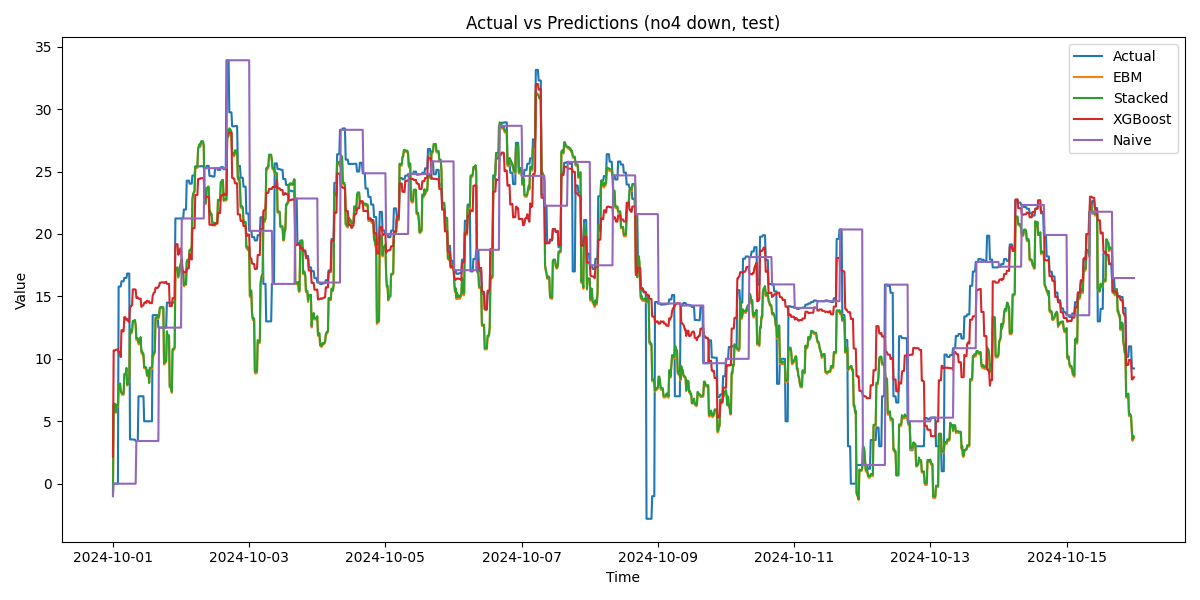 Actual vs Predictions (no4 down, test)
35
30
25
20
15
10
5
0
Value
Actual
EBM
Stacked
XGBoost
Naive
2024-10-01
2024-10-03
2024-10-05
2024-10-07
2024-10-09
2024-10-11
2024-10-13
2024-10-15
Time